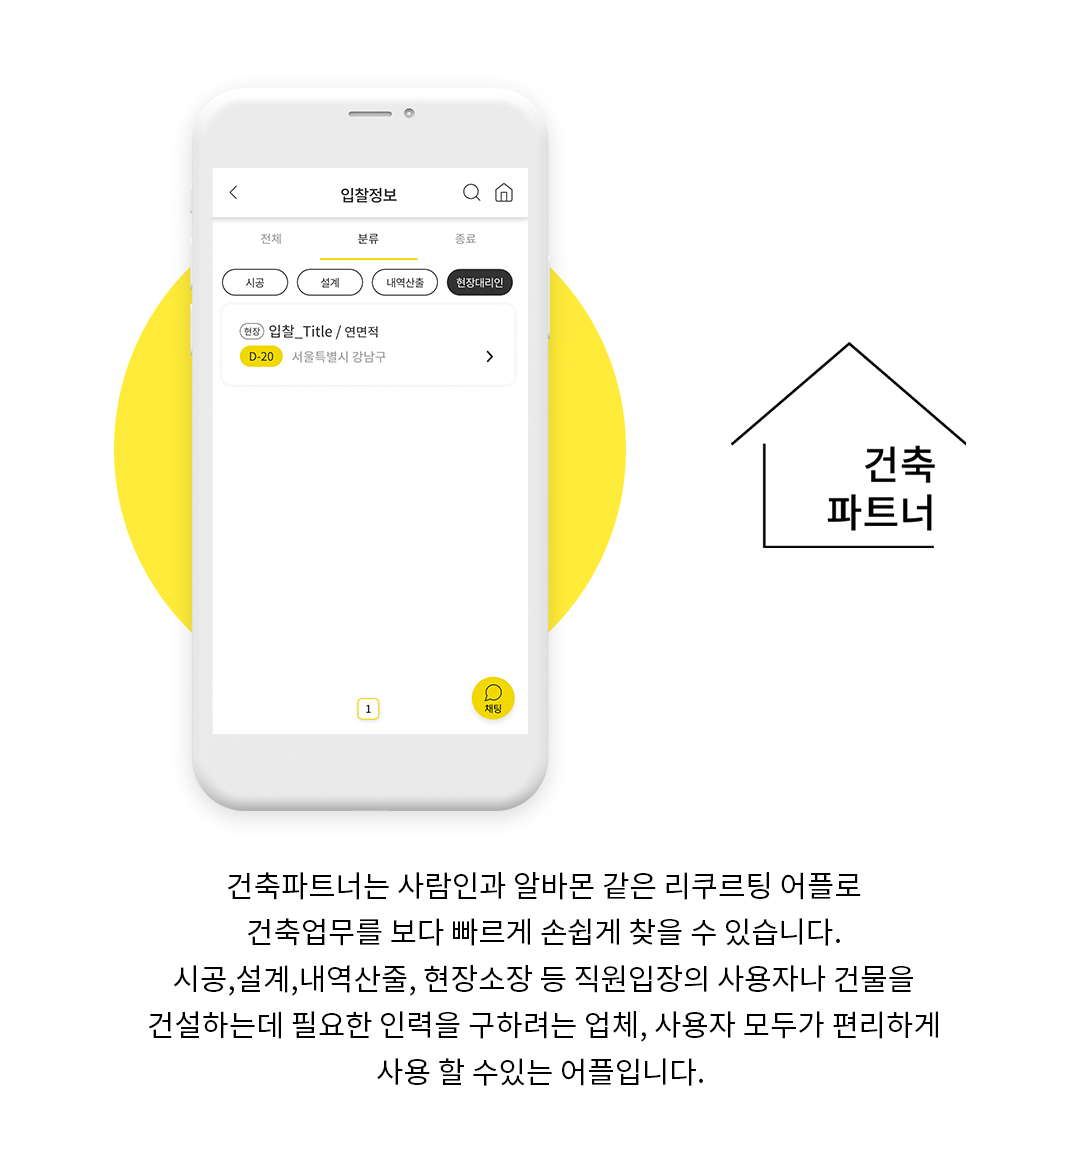 입찰정보
전체 분류 종료
시공 설계 내역산출 현장대리인
현장 입찰_Title / 연면적
D-20 서울특별시 강남구
1
채팅
건축
파트너
건축파트너는 사람인과 알바몬 같은 리쿠르팅 어플로
건축업무를 보다 빠르게 손쉽게 찾을 수 있습니다.
시공,설계,내역산줄, 현장소장 등 직원입장의 사용자나 건물을
건설하는데 필요한 인력을 구하려는 업체, 사용자 모두가 편리하게
사용 할 수있는 어플입니다.